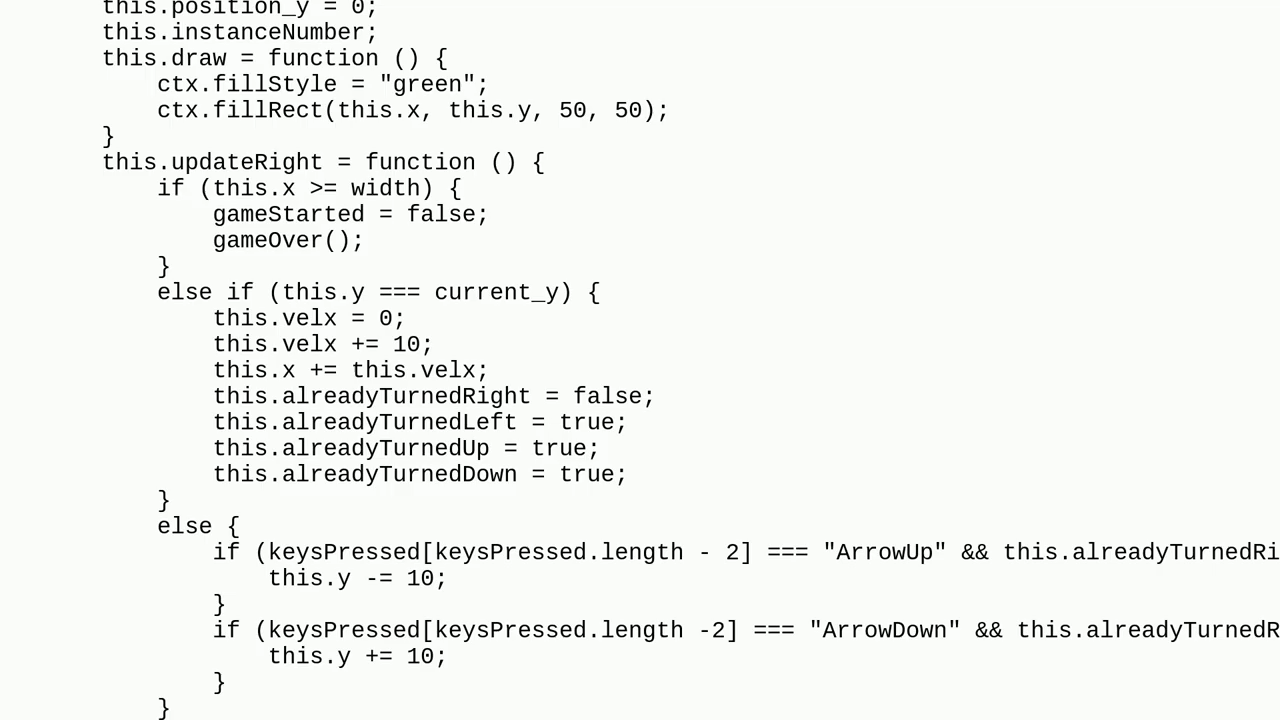 this.position_y = 0;
this.instanceNumber;
this.draw = function () {
ctx.fillStyle = "green";
ctx.fillRect(this.x, this.y, 50, 50);
}
this.updateRight = function () {
if (this.x >= width) {
gameStarted = false;
gameOver();
}
else if (this.y === current_y) {
this.velx = 0;
this.velx += 10;
this.x += this.velx;
this.alreadyTurnedRight = false;
this.alreadyTurnedLeft = true;
this.alreadyTurnedUp = true;
this.alreadyTurnedDown = true;
}
else {
if (keysPressed[keysPressed.length - 2] === "ArrowUp" && this.alreadyTurnedRi
this.y -= 10;
}
if (keysPressed[keysPressed.length -2] === "ArrowDown" && this.alreadyTurnedR
this.y += 10;
}
}